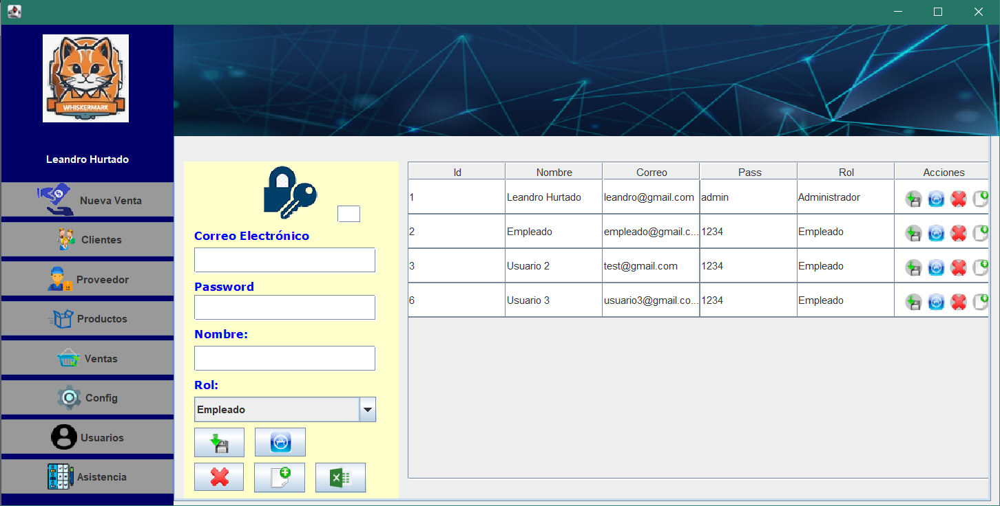 WHISKERMARK
Leandro Hurtado
Nueva Venta
Clientes
Proveedor
Productos
Ventas
Config
Usuarios
Asistencia
Correo Electrónico
Password
Nombre:
Rol:
Empleado
Id Nombre Correo Pass Rol Acciones
1 Leandro Hurtado leandro@gmail.com admin Administrador
2 Empleado empleado@gmail.c... 1234 Empleado
3 Usuario 2 test@gmail.com 1234 Empleado
6 Usuario 3 usuario3@gmail.co... 1234 Empleado